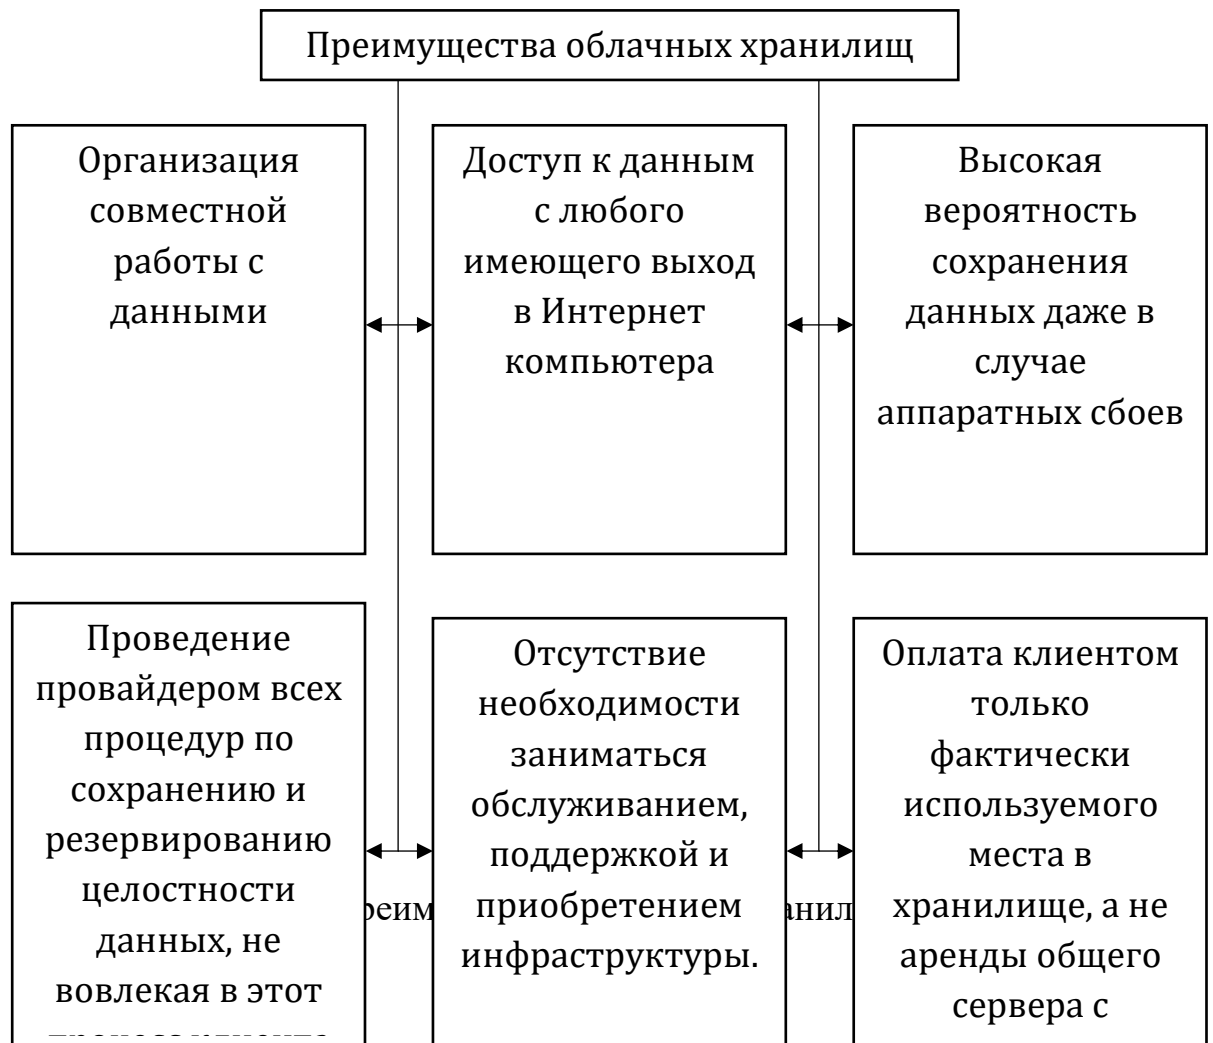 Преимущества облачных хранилищ
Организация
совместной
работы с
данными
Доступ к данным
с любого
имеющего выход
в Интернет
компьютера
Высокая
вероятность
сохранения
данных даже в
случае
аппаратных сбоев
Проведение
провайдером всех
процедур по
сохранению и
резервированию
целостности
данных, не
вовлекая в этот
Отсутствие
необходимости
заниматься
обслуживанием,
поддержкой и
приобретением
инфраструктуры.
Оплата клиентом
только
фактически
используемого
места в
хранилище, а не
аренды общего
сервера с